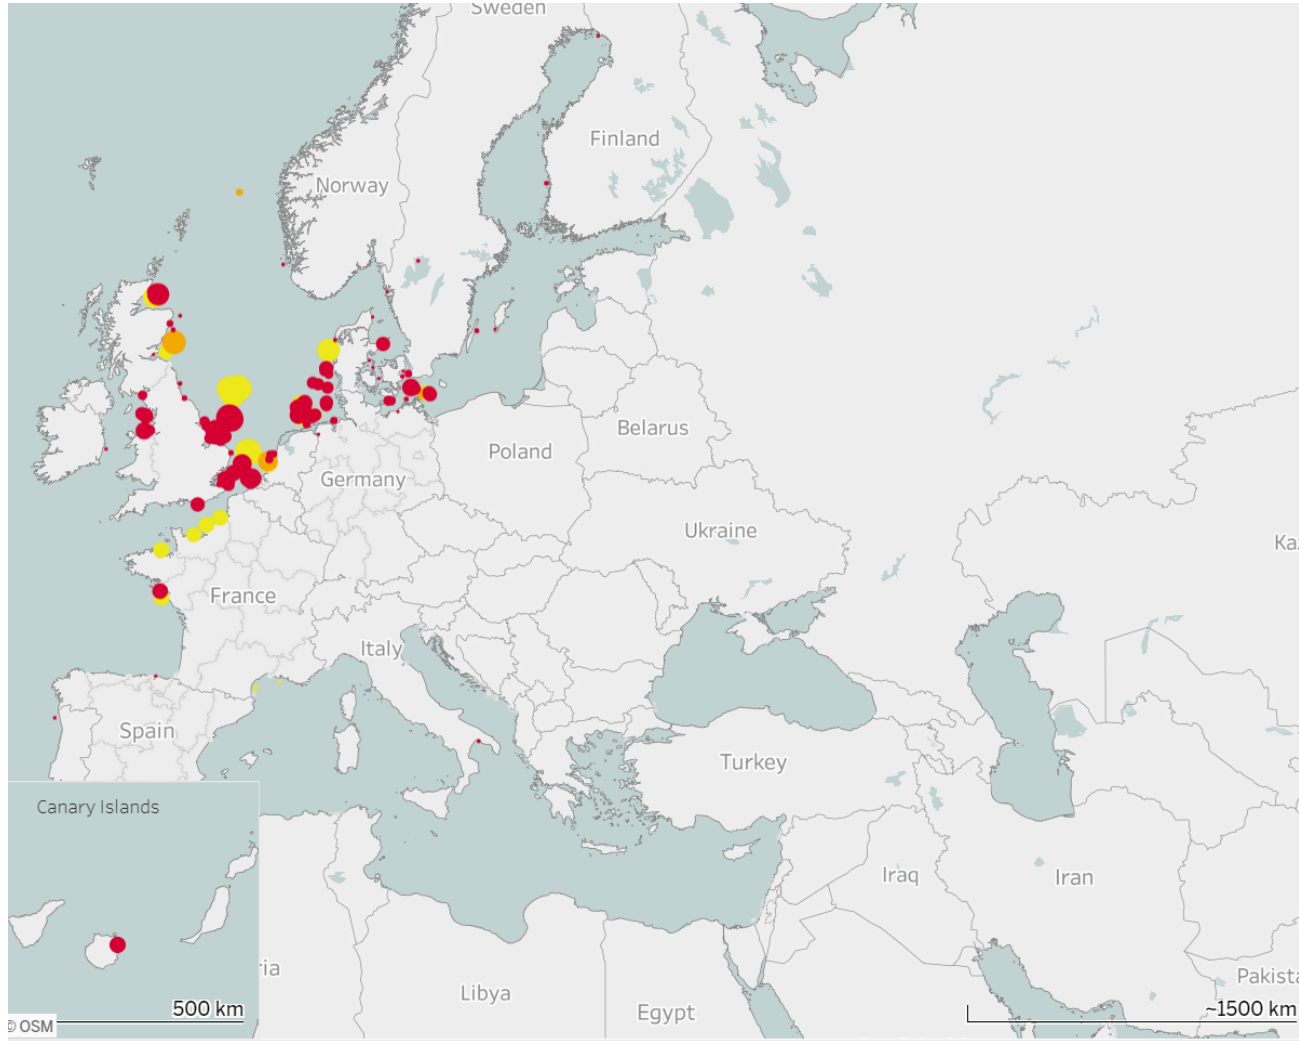 Sweden
Finland
Norway
Belarus
Poland
Germany
Ukraine
Ka
France
Italy
Spain
Turkey
Canary Islands
Iraq
Iran
ria
Pakista
Libya
500 km
~1500 km
Egypt
© OSM